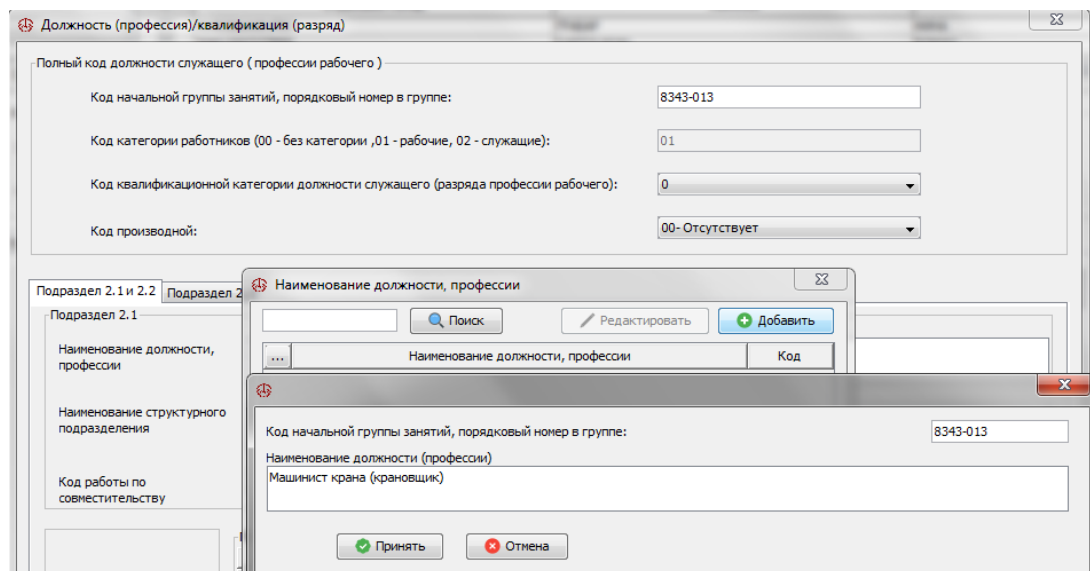 Должность (профессия)/квалификация (разряд)
Полный код должности служащего ( профессии рабочего )
Код начальной группы занятий, порядковый номер в группе: 8343-013
Код категории работников (00 - без категории ,01 - рабочие, 02 - служащие): 01
Код квалификационной категории должности служащего (разряда профессии рабочего): 0
Код производной: 00- Отсутствует
Подраздел 2.1 и 2.2 Подраздел 2
Подраздел 2.1
Наименование должности,
профессии
Наименование структурного
подразделения
Код работы по
совместительству
Наименование должности, профессии
Поиск Редактировать Добавить
... Наименование должности, профессии Код
Код начальной группы занятий, порядковый номер в группе: 8343-013
Наименование должности (профессии)
Машинист крана (крановщик)
Принять Отмена